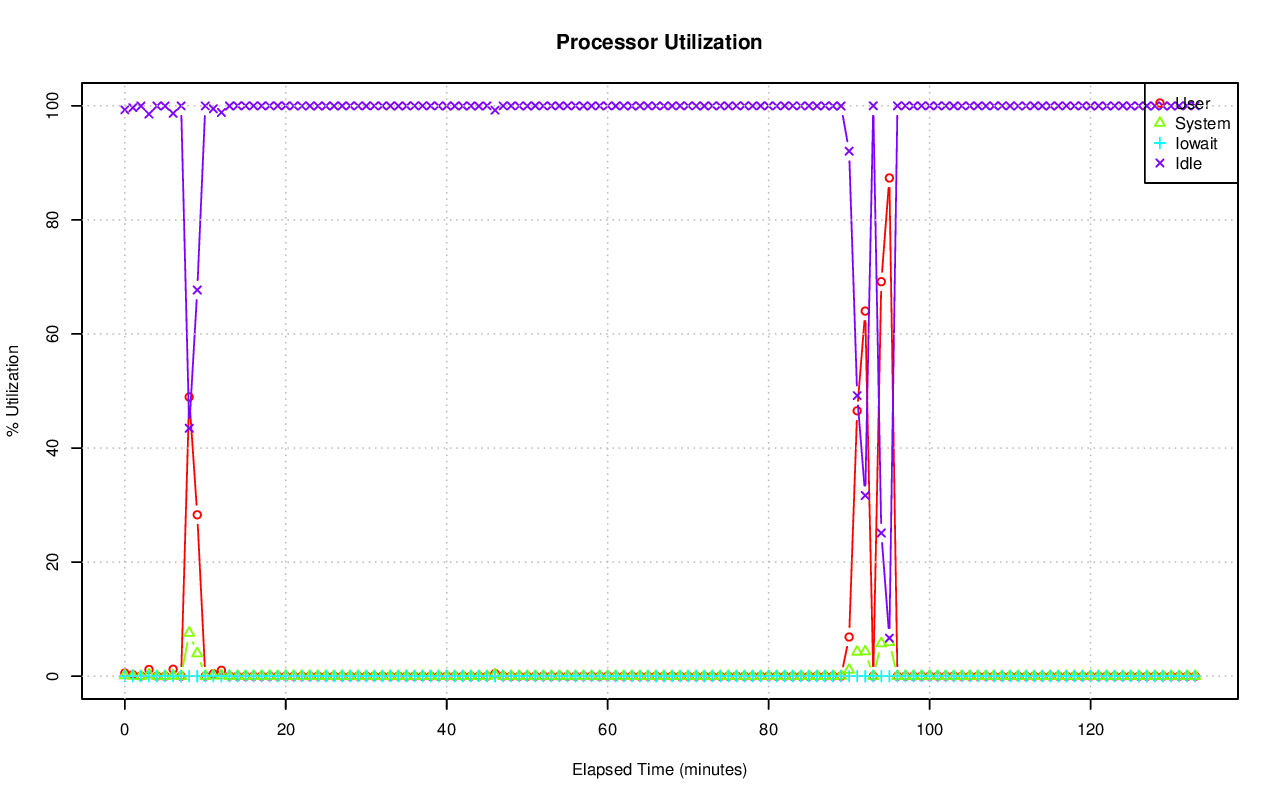 Processor Utilization
% Utilization
100
80
60
40
20
0
User
System
Iowait
Idle
0 20 40 60 80 100 120
Elapsed Time (minutes)